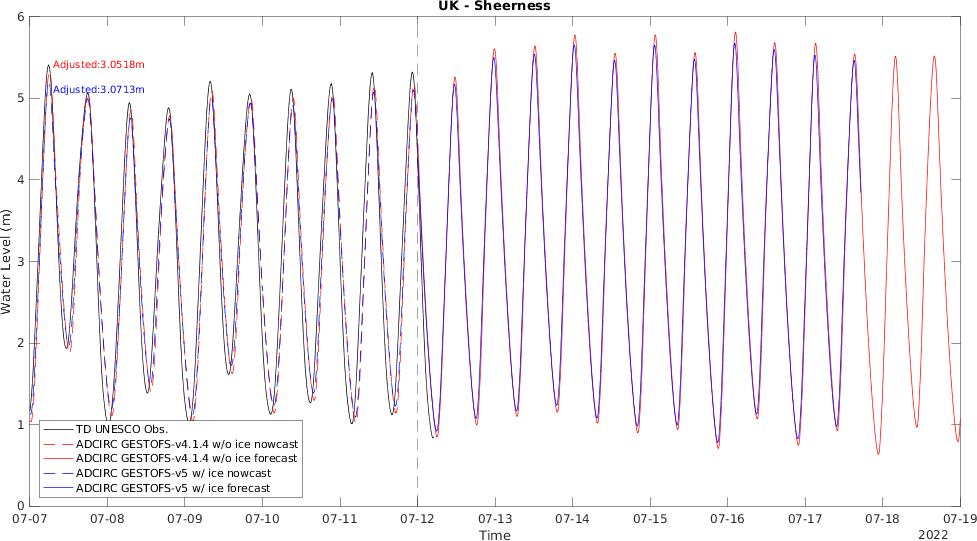 UK - Sheerness
Adjusted:3.0518m
Adjusted:3.0713m
Water Level (m)
6
5
4
3
2
1
0
TD UNESCO Obs.
ADCIRC GESTOFS-v4.1.4 w/o ice nowcast
ADCIRC GESTOFS-v4.1.4 w/o ice forecast
ADCIRC GESTOFS-v5 w/ ice nowcast
ADCIRC GESTOFS-v5 w/ ice forecast
07-07 07-08 07-09 07-10 07-11 07-12 07-13 07-14 07-15 07-16 07-17 07-18 07-19
Time
2022